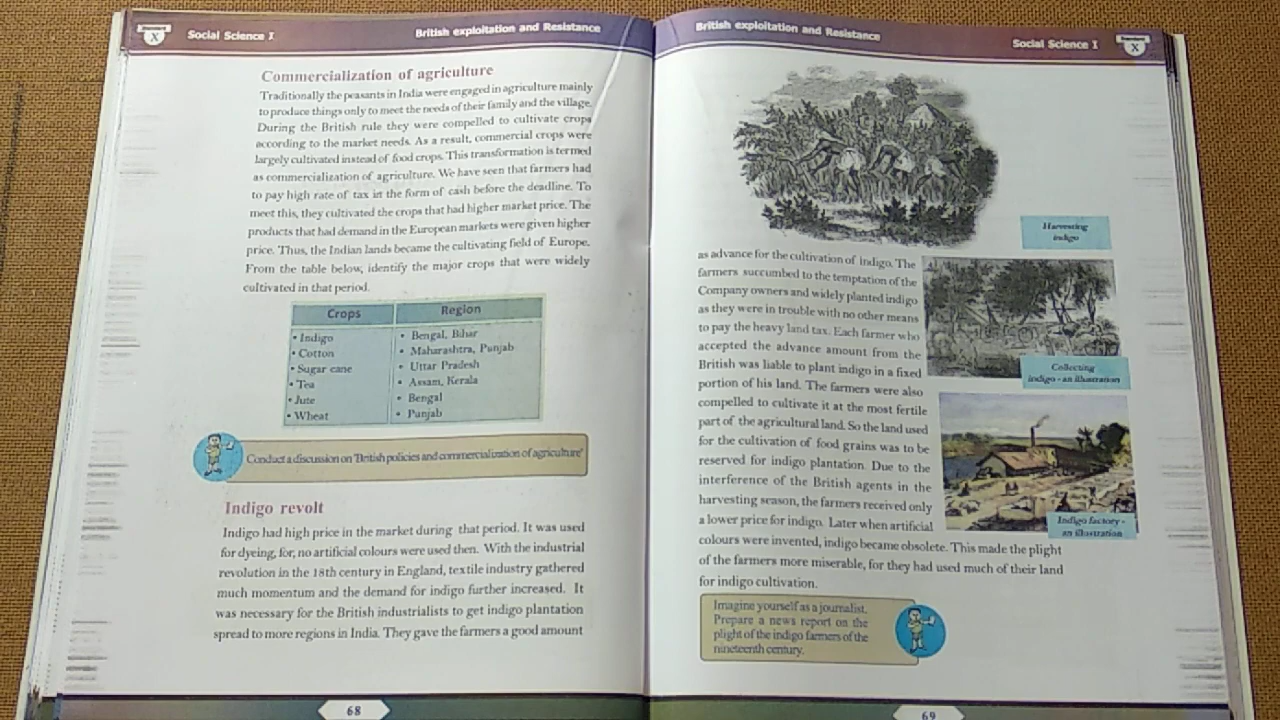 Standard
X
Social Science I
British exploitation and Resistance
Commercialization of agriculture
Traditionally the peasants in India were engaged in agriculture mainly
to produce things only to meet the needs of their family and the village.
During the British rule they were compelled to cultivate crops
according to the market needs. As a result, commercial crops were
largely cultivated instead of food crops. This transformation is termed
as commercialization of agriculture. We have seen that farmers had
to pay high rate of tax in the form of cash before the deadline. To
meet this, they cultivated the crops that had higher market price. The
products that had demand in the European markets were given higher
price. Thus, the Indian lands became the cultivating field of Europe.
From the table below, identify the major crops that were widely
cultivated in that period.
Crops Region
• Indigo • Bengal, Bihar
• Cotton • Maharashtra, Punjab
• Sugar cane • Uttar Pradesh
• Tea • Assam, Kerala
• Jute • Bengal
• Wheat • Punjab
Conduct a discussion on 'British policies and commercialization of agriculture'
Indigo revolt
Indigo had high price in the market during that period. It was used
for dyeing, for, no artificial colours were used then. With the industrial
revolution in the 18th century in England, textile industry gathered
much momentum and the demand for indigo further increased. It
was necessary for the British industrialists to get indigo plantation
spread to more regions in India. They gave the farmers a good amount
68
British exploitation and Resistance
Social Science I
Standard
X
Harvesting
indigo
as advance for the cultivation of indigo. The
farmers succumbed to the temptation of the
Company owners and widely planted indigo
as they were in trouble with no other means
to pay the heavy land tax. Each farmer who
accepted the advance amount from the
British was liable to plant indigo in a fixed
portion of his land. The farmers were also
compelled to cultivate it at the most fertile
part of the agricultural land. So the land used
for the cultivation of food grains was to be
reserved for indigo plantation. Due to the
interference of the British agents in the
harvesting season, the farmers received only
a lower price for indigo. Later when artificial
colours were invented, indigo became obsolete. This made the plight
of the farmers more miserable, for they had used much of their land
for indigo cultivation.
Collecting
indigo - an illustration
Indigo factory -
an illustration
Imagine yourself as a journalist.
Prepare a news report on the
plight of the indigo farmers of the
nineteenth century.
69